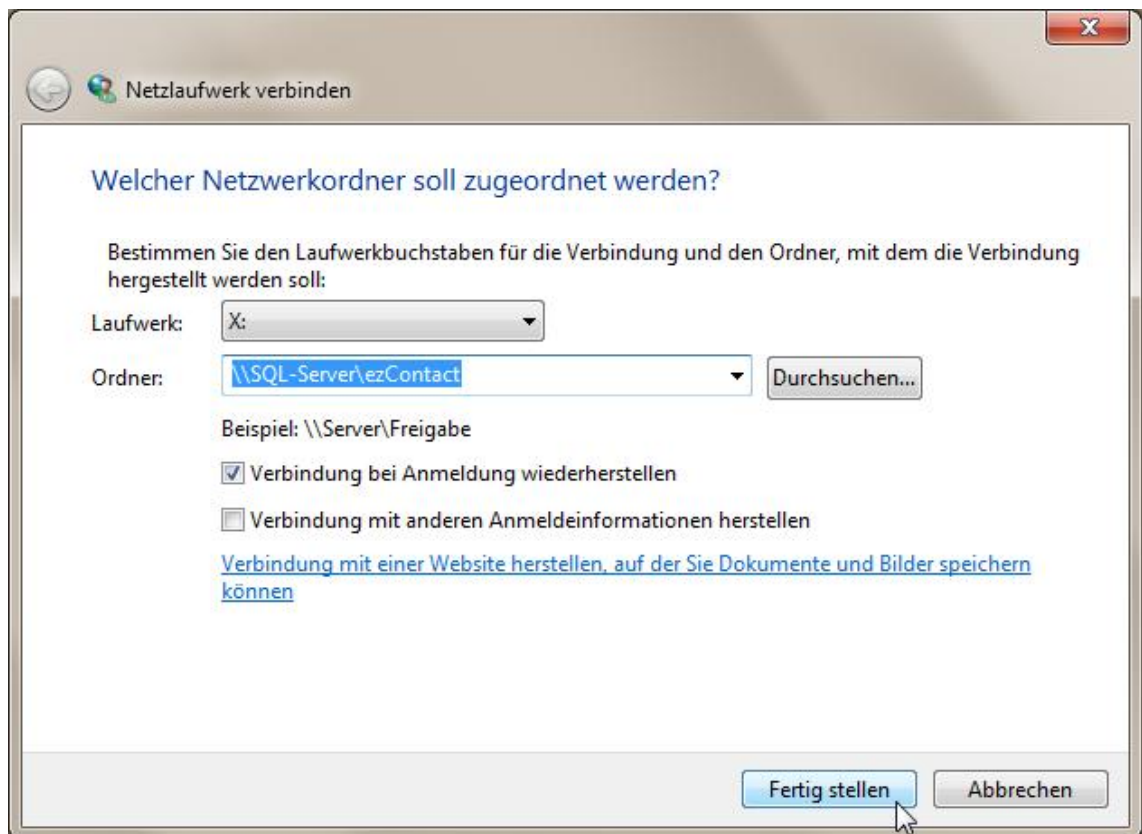 Netzlaufwerk verbinden
Welcher Netzwerkordner soll zugeordnet werden?
Bestimmen Sie den Laufwerkbuchstaben für die Verbindung und den Ordner, mit dem die Verbindung
hergestellt werden soll:
Laufwerk: X:
Ordner: \\SQL-Server\ezContact Durchsuchen...
Beispiel: \\Server\Freigabe
Verbindung bei Anmeldung wiederherstellen
Verbindung mit anderen Anmeldeinformationen herstellen
Verbindung mit einer Website herstellen, auf der Sie Dokumente und Bilder speichern
können
Fertig stellen Abbrechen